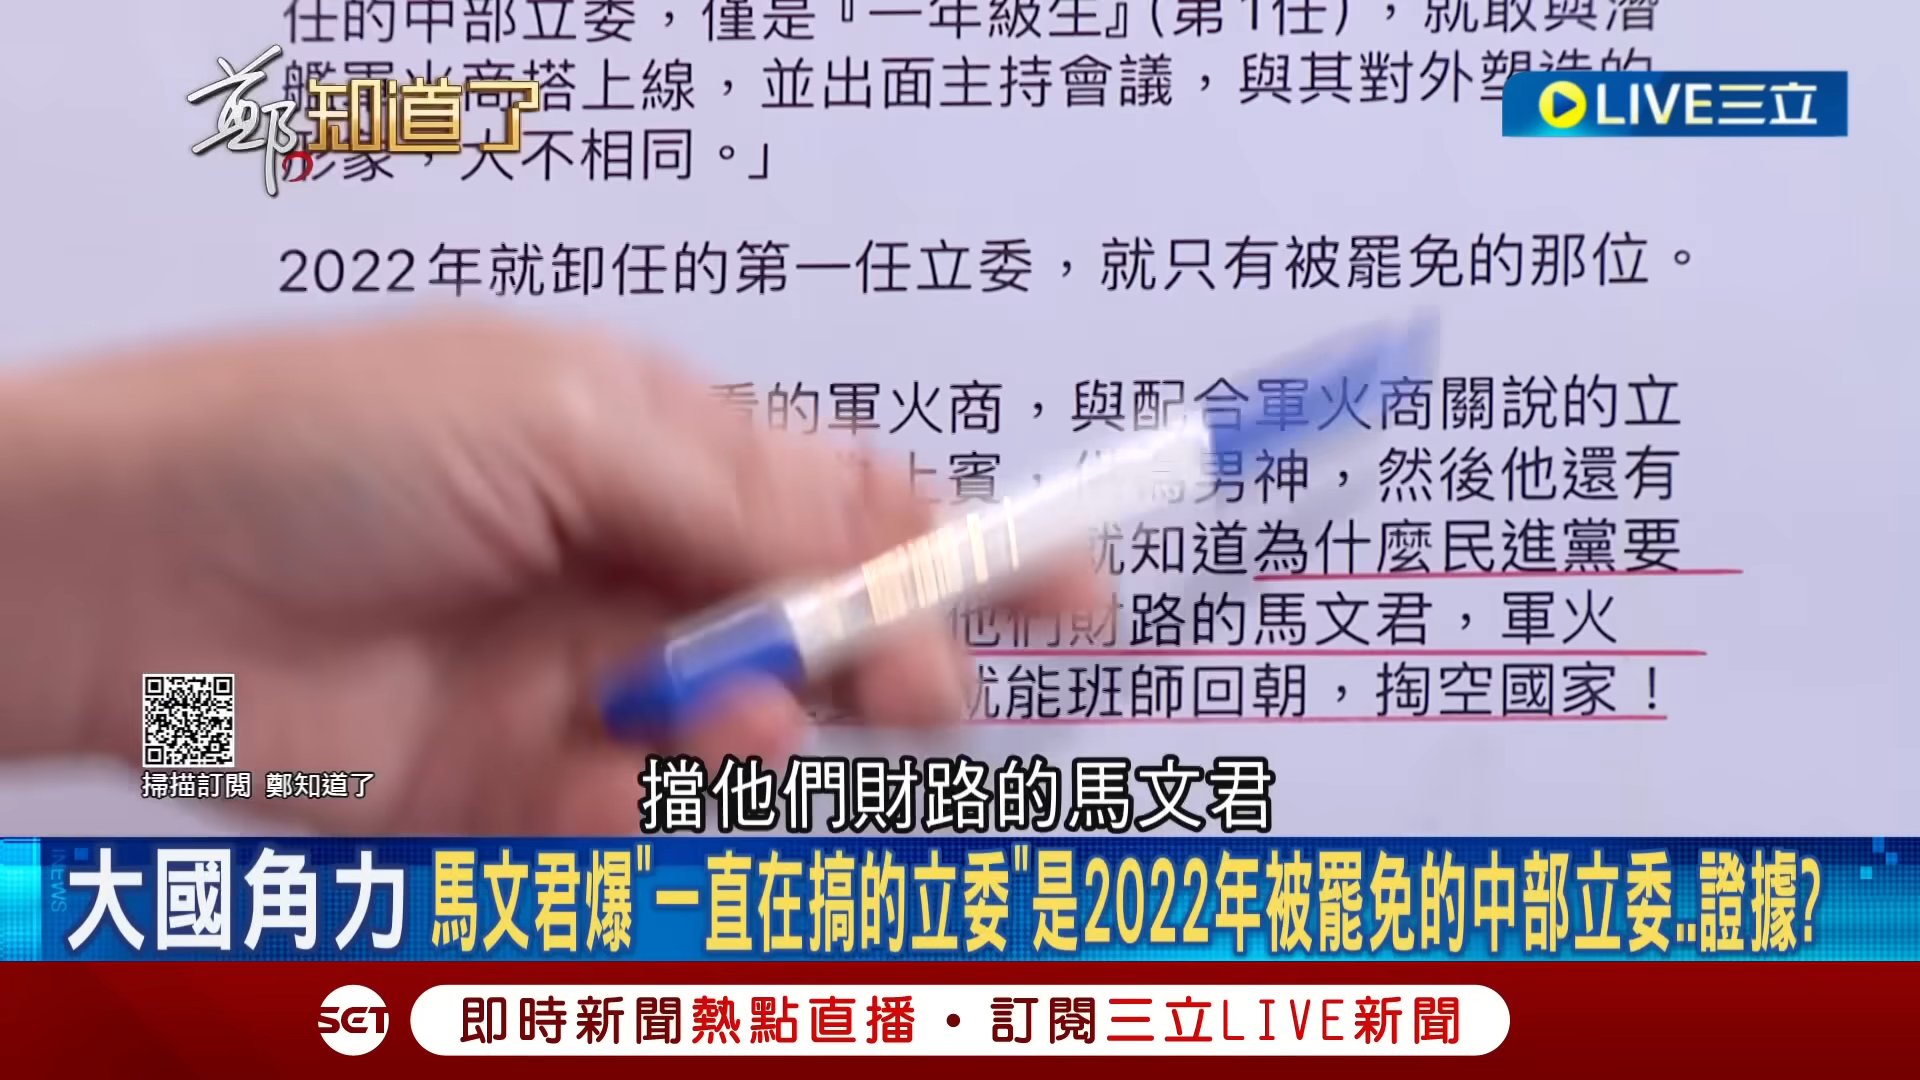 任的中部立委，僅是『一年級生』(第1任)，就敢與潛
艦軍火商搭上線，並出面主持會議，與其對外塑造的
形象，大不相同。」
鄭知道了
LIVE三立
2022年就卸任的第一任立委，就只有被罷免的那位。
看的軍火商，與配合軍火商關說的立
上賓，男神，然後他還有
就知道為什麼民進黨要
他們財路的馬文君，軍火
就能班師回朝，掏空國家！
掃描訂閱 鄭知道了
擋他們財路的馬文君
INEWS
大國角力 馬文君爆"一直在搞的立委"是2022年被罷免的中部立委..證據?
SET 即時新聞熱點直播・訂閱三立LIVE新聞